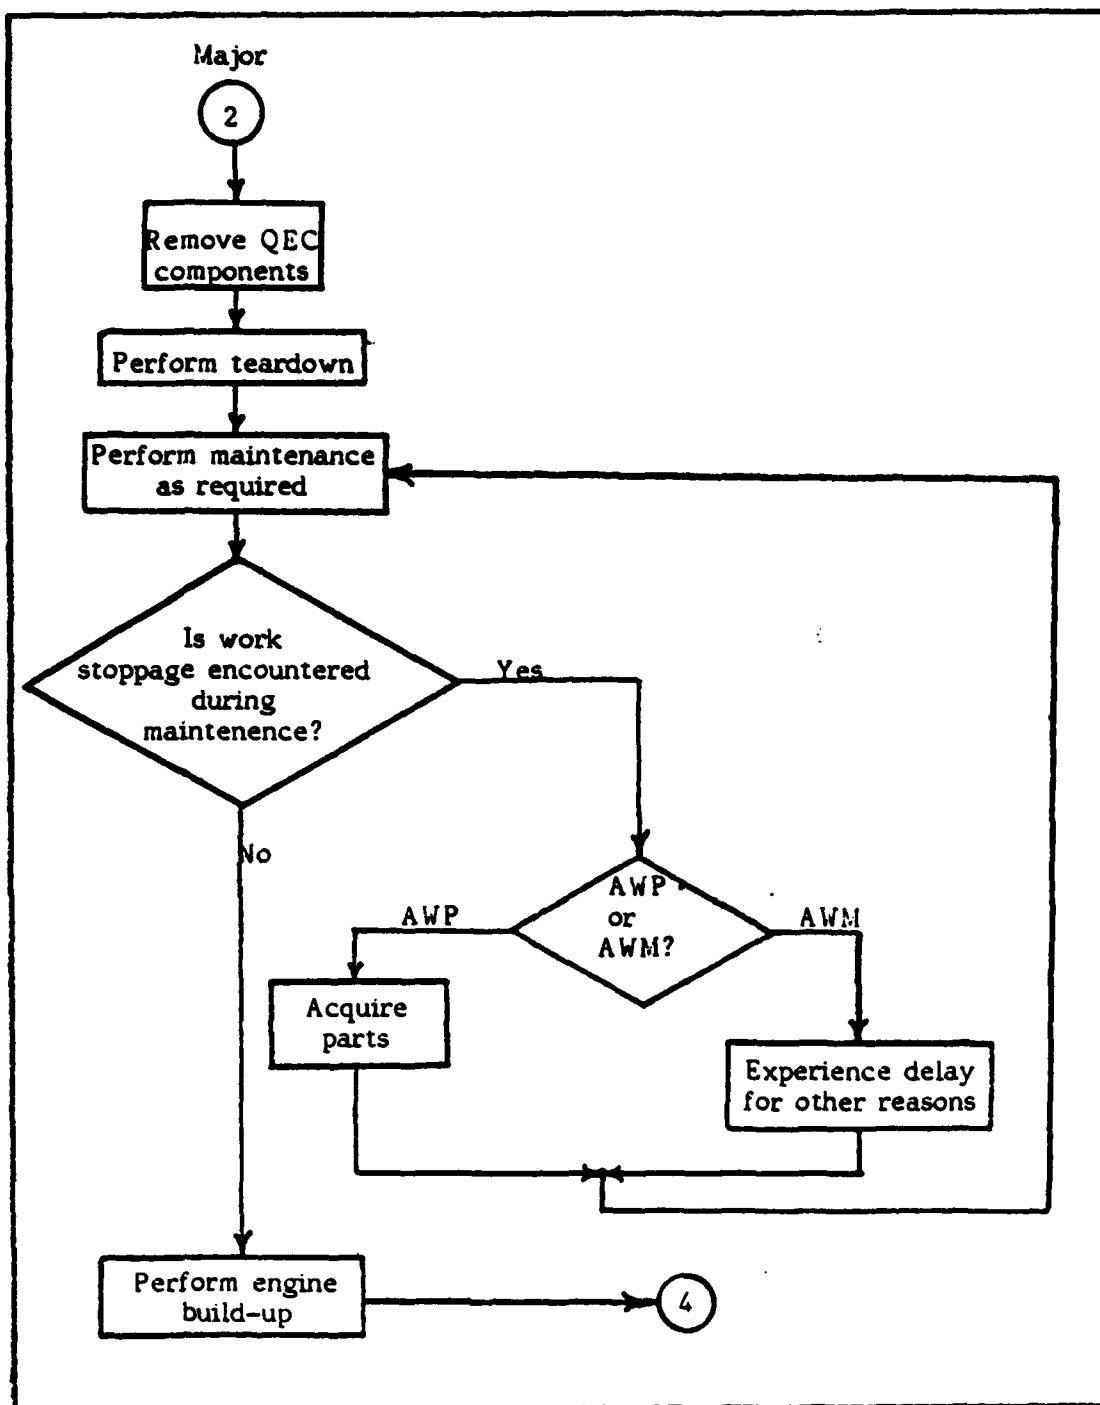 Major
2
Remove QEC
components
Perform teardown
Perform maintenance
as required
Is work
stoppage encountered
during
maintenence?
Yes
No
AWP
or
AWM?
AWP
AWM
Acquire
parts
Experience delay
for other reasons
Perform engine
build-up
4